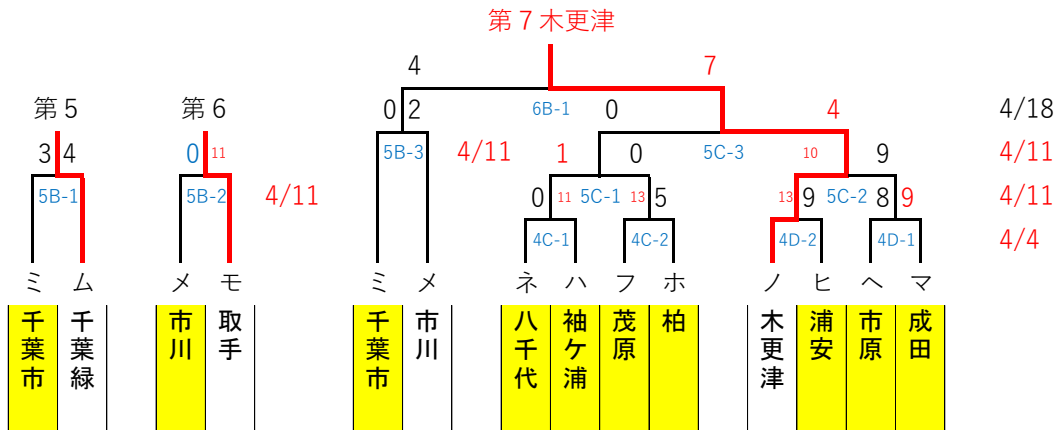 第７木更津
4 7
第５ 第６ 0 2 6B-1 0 4 4/18
3 4 0 11 5B-3 4/11 1 0 5C-3 10 9 4/11
5B-1 5B-2 4/11 0 11 5C-1 13 5 13 9 5C-2 8 9 4/11
4C-1 4C-2 4D-2 4D-1 4/4
ミ ム メ モ ミ メ ネ ハ フ ホ ノ ヒ ヘ マ
千葉市 千葉緑 市川 取手 千葉市 市川 八千代 袖ケ浦 茂原 柏 木更津 浦安 市原 成田